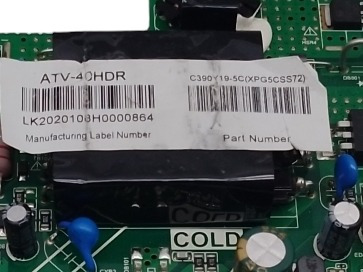 ATV-40HDR
C390Y19-5C(XPG5CSS72)
LK2020108H0000864
Manufacturing Label Number
Part Number
COLD